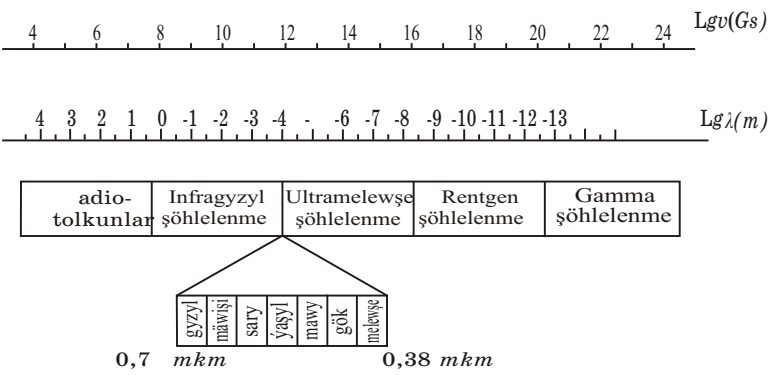 4 6 8 10 12 14 16 18 20 22 24 Lgν(Gs)
4 3 2 1 0 -1 -2 -3 -4 - -6 -7 -8 -9 -10 -11 -12 -13 Lgλ(m)
adio-
tolkunlar
Infragyzyl
şöhlelenme
Ultramelewşe
şöhlelenme
Rentgen
şöhlelenme
Gamma
şöhlelenme
gyzyl
mäwişi
sary
ýaşyl
mawy
gök
melewşe
0,7 mkm
0,38 mkm